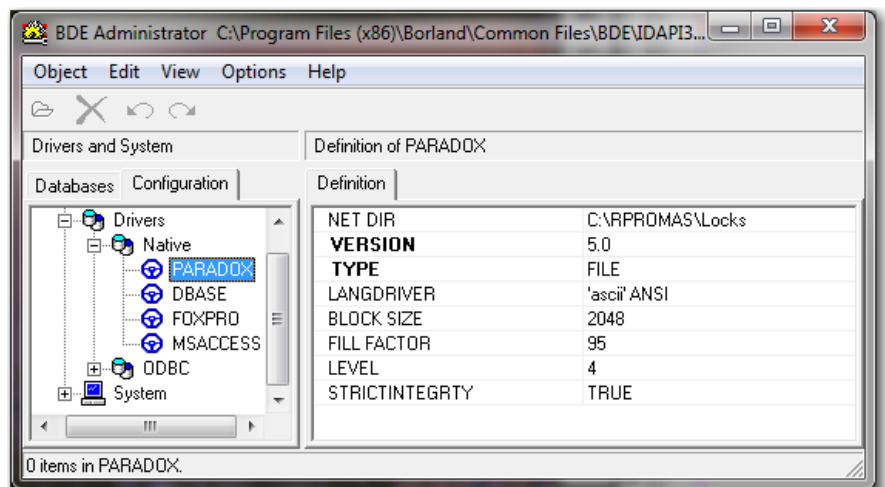 BDE Administrator C:\Program Files (x86)\Borland\Common Files\BDE\IDAPI3...
Object Edit View Options Help
Drivers and System
Definition of PARADOX
Databases Configuration
Definition
Drivers
Native
PARADOX
DBASE
FOXPRO
MSACCESS
ODBC
System
NET DIR C:\RPROMAS\Locks
VERSION 5.0
TYPE FILE
LANGDRIVER 'ascii' ANSI
BLOCK SIZE 2048
FILL FACTOR 95
LEVEL 4
STRICTINTEGRTY TRUE
0 items in PARADOX.